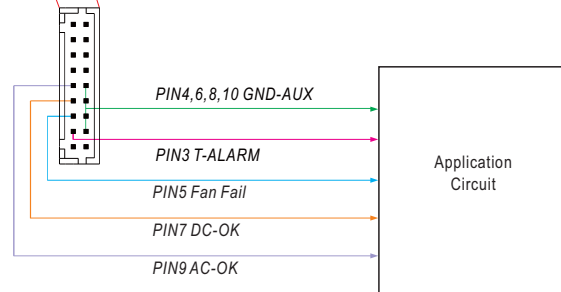 PIN4,6,8,10 GND-AUX
PIN3 T-ALARM
PIN5 Fan Fail
PIN7 DC-OK
PIN9 AC-OK
Application
Circuit